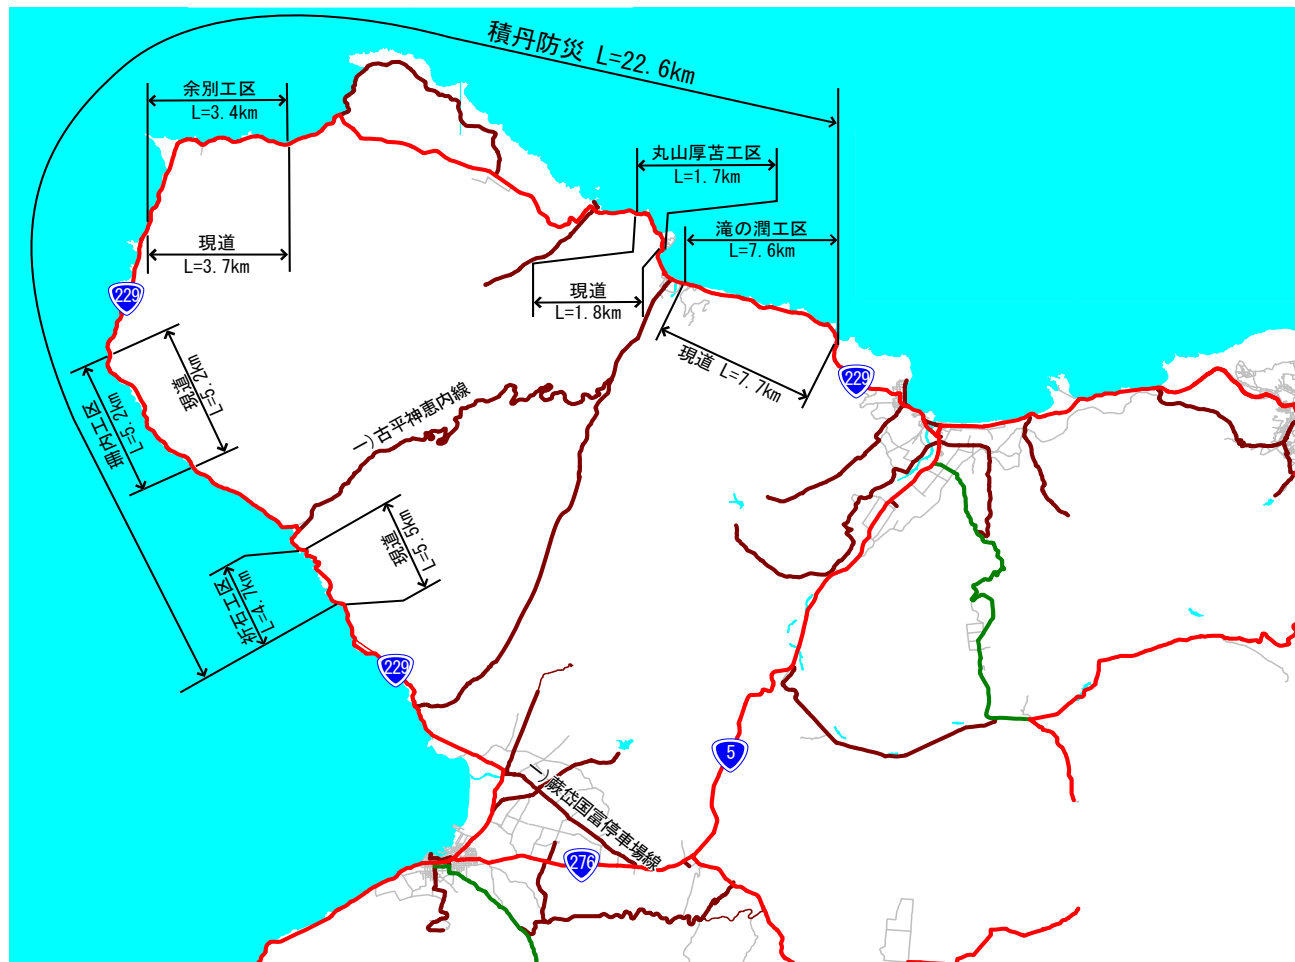 積丹防災 L=22.6km
余別工区
L=3.4km
丸山厚苫工区
L=1.7km
滝の澗工区
L=7.6km
現道
L=3.7km
現道
L=1.8km
229
現道 L=7.7km
229
現道
L=5.2km
珊内工区
L=5.2km
一)古平神恵内線
現道
L=5.5km
祈石工区
L=4.7km
229
5
一)蕨岱国富停車場線
276